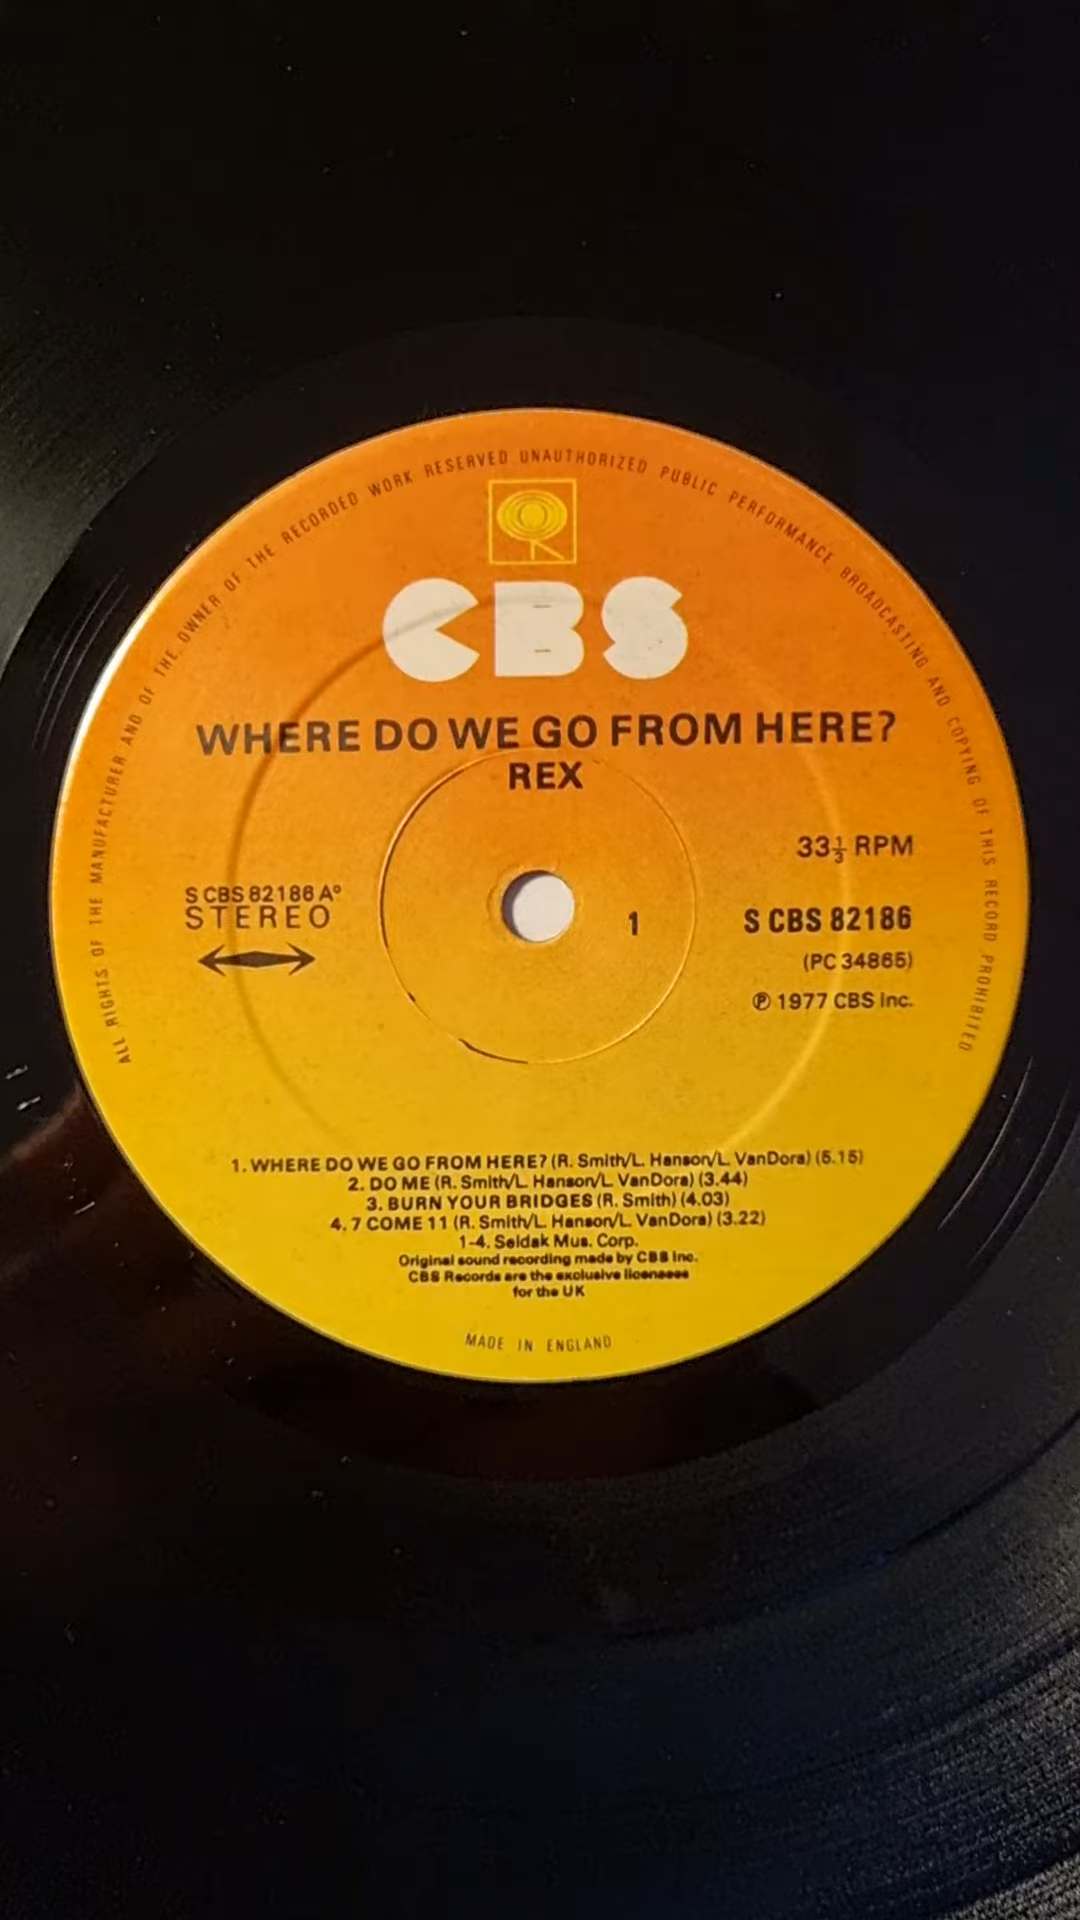 ALL RIGHTS OF THE MANUFACTURER AND OF THE OWNER OF THE RECORDED WORK RESERVED UNAUTHORIZED PUBLIC PERFORMANCE BROADCASTING AND COPYING OF THIS RECORD PROHIBITED
CBS
WHERE DO WE GO FROM HERE?
REX
33⅓ RPM
S CBS 82186 A°
STEREO
1
S CBS 82186
(PC 34865)
℗ 1977 CBS Inc.
1. WHERE DO WE GO FROM HERE? (R. Smith/L. Hanson/L. VanDora) (5.15)
2. DO ME (R. Smith/L. Hanson/L. VanDora) (3.44)
3. BURN YOUR BRIDGES (R. Smith) (4.03)
4. 7 COME 11 (R. Smith/L. Hanson/L. VanDora) (3.22)
1-4. Seldak Mus. Corp.
Original sound recording made by CBS Inc.
CBS Records are the exclusive licensees
for the UK
MADE IN ENGLAND